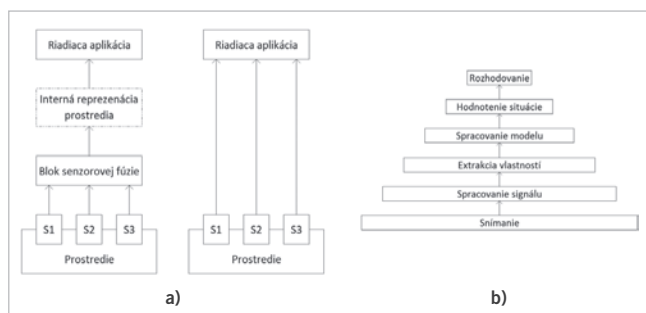 Riadiaca aplikácia
Interná reprezenácia
prostredia
Blok senzorovej fúzie
S1 S2 S3
Prostredie
Riadiaca aplikácia
S1 S2 S3
Prostredie
a)
Rozhodovanie
Hodnotenie situácie
Spracovanie modelu
Extrakcia vlastností
Spracovanie signálu
Snímanie
b)